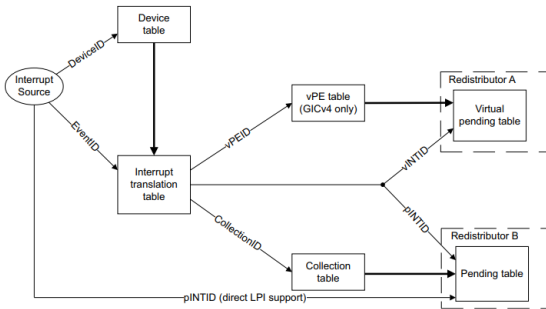 Device
table
DeviceID
Interrupt
Source
EventID
Interrupt
translation
table
vPEID
vPE table
(GICv4 only)
Redistributor A
Virtual
pending table
vINTID
pINTID
CollectionID
Collection
table
Redistributor B
Pending table
pINTID (direct LPI support)